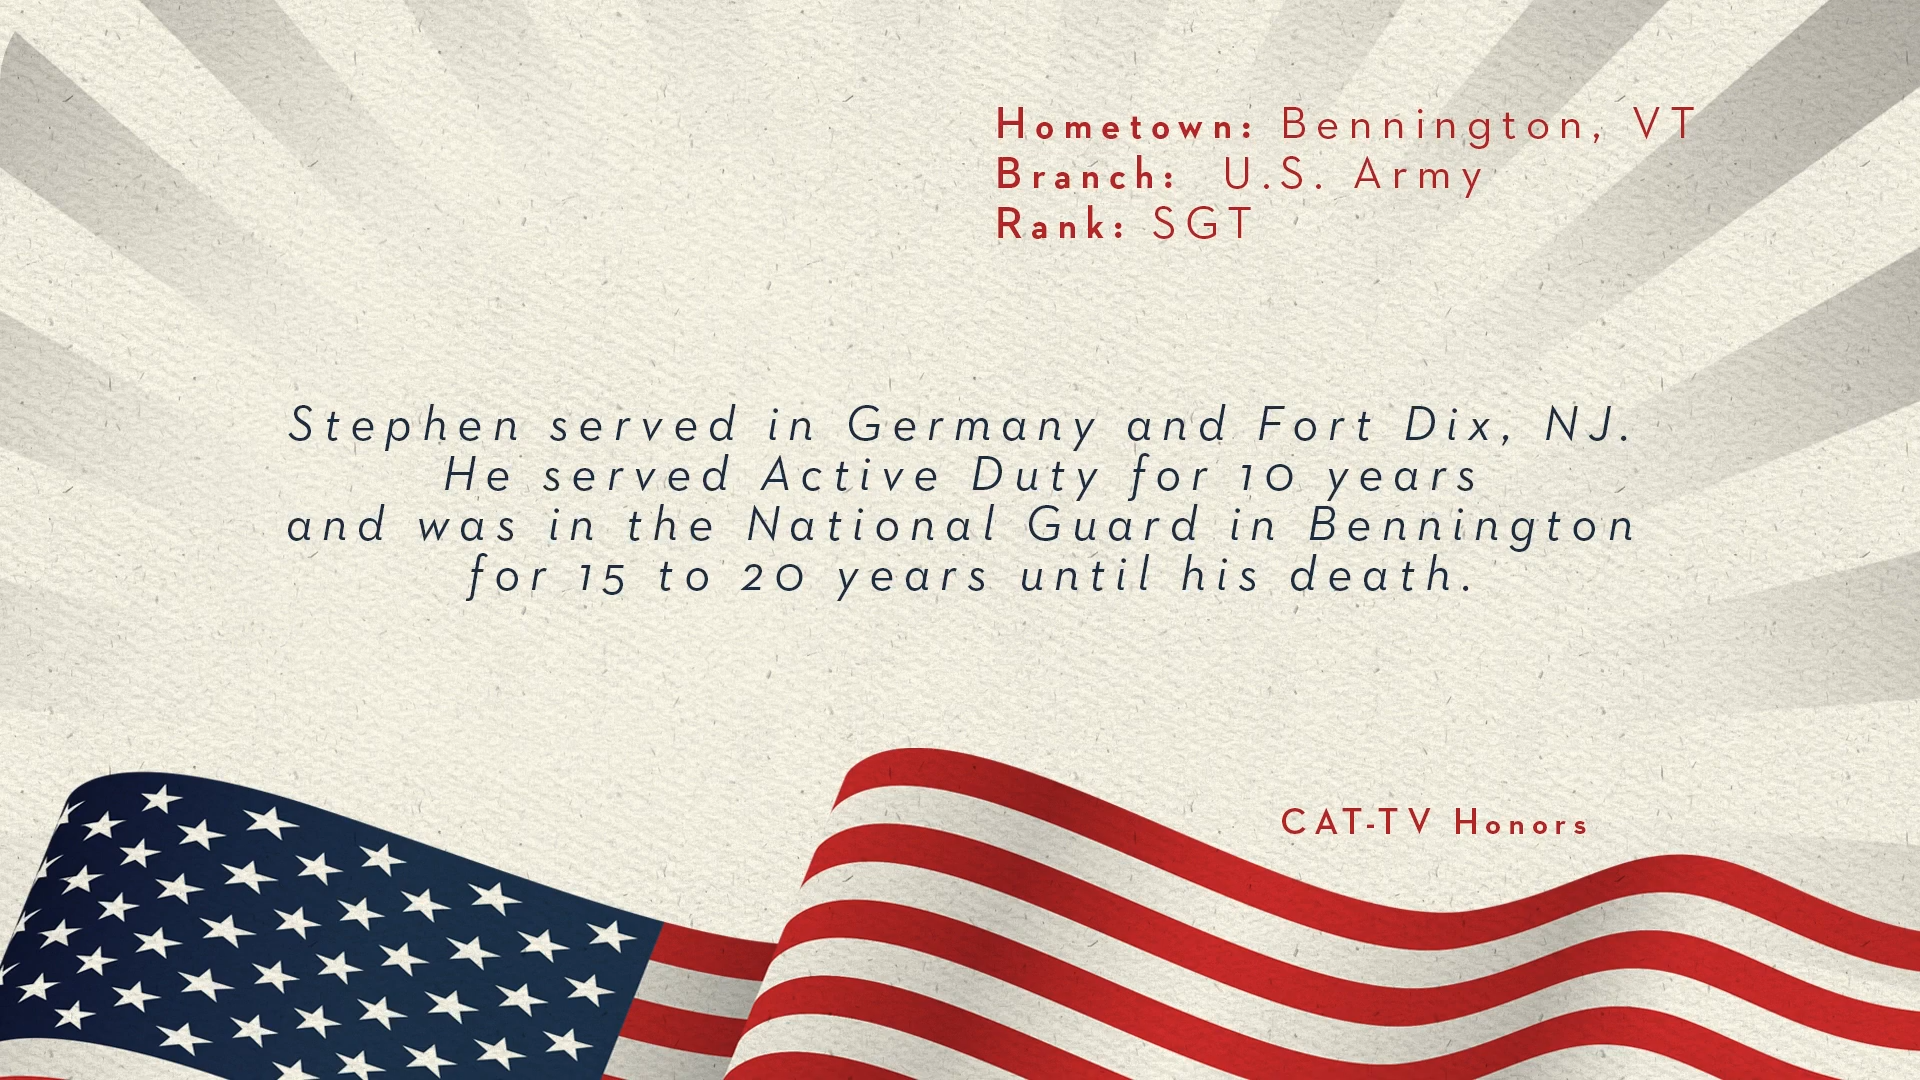 Hometown: Bennington, VT
Branch: U.S. Army
Rank: SGT
Stephen served in Germany and Fort Dix, NJ.
He served Active Duty for 10 years
and was in the National Guard in Bennington
for 15 to 20 years until his death.
CAT-TV Honors